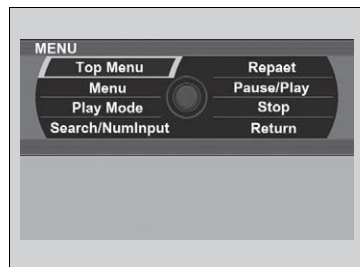 MENU
Top Menu
Repaet
Menu
Pause/Play
Play Mode
Stop
Search/NumInput
Return